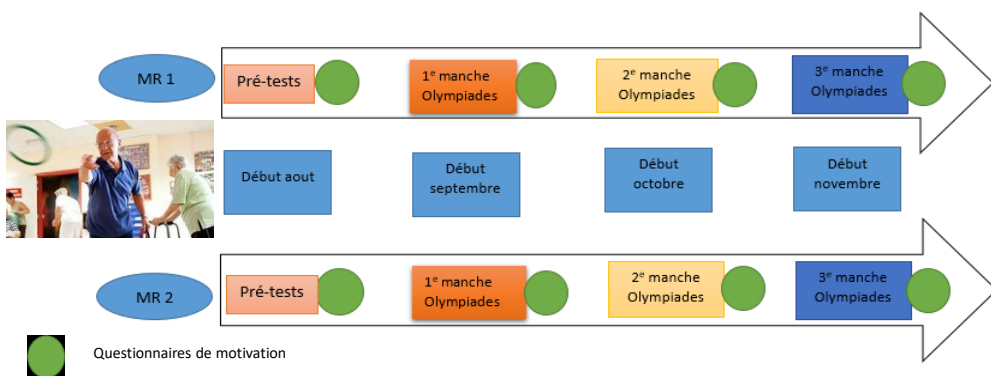 MR 1
Pré-tests
1e manche
Olympiades
2e manche
Olympiades
3e manche
Olympiades
Début aout
Début
septembre
Début
octobre
Début
novembre
MR 2
Pré-tests
1e manche
Olympiades
2e manche
Olympiades
3e manche
Olympiades
Questionnaires de motivation